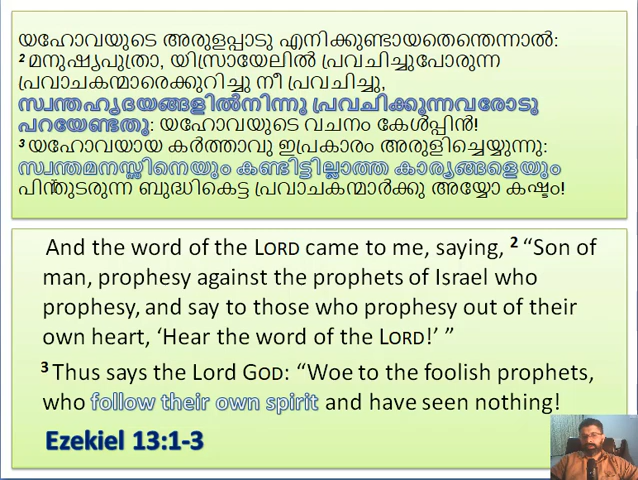 യഹോവയുടെ അരുളപ്പാടു എനിക്കുണ്ടായതെന്തെന്നാൽ:
2 മനുഷ്യപുത്രാ, യിസ്രായേലിൽ പ്രവചിച്ചുപോരുന്ന
പ്രവാചകന്മാരെക്കുറിച്ചു നീ പ്രവചിച്ചു,
സ്വന്തഹൃദയങ്ങളിൽനിന്നൂ പ്രവചിക്കുന്നവരോടൂ
പറയേണ്ടതൂ: യഹോവയുടെ വചനം കേൾപ്പിൻ!
3 യഹോവയായ കർത്താവു ഇപ്രകാരം അരുളിച്ചെയ്യുന്നു:
സ്വന്തമനസ്സിനെയും കണ്ടിട്ടില്ലാത്ത കാര്യങ്ങളെയും
പിന്തുടരുന്ന ബുദ്ധികെട്ട പ്രവാചകന്മാർക്കു അയ്യോ കഷ്ടം!
And the word of the LORD came to me, saying, 2 “Son of
man, prophesy against the prophets of Israel who
prophesy, and say to those who prophesy out of their
own heart, ‘Hear the word of the LORD!’ ”
3 Thus says the Lord GOD: “Woe to the foolish prophets,
who follow their own spirit and have seen nothing!
Ezekiel 13:1-3